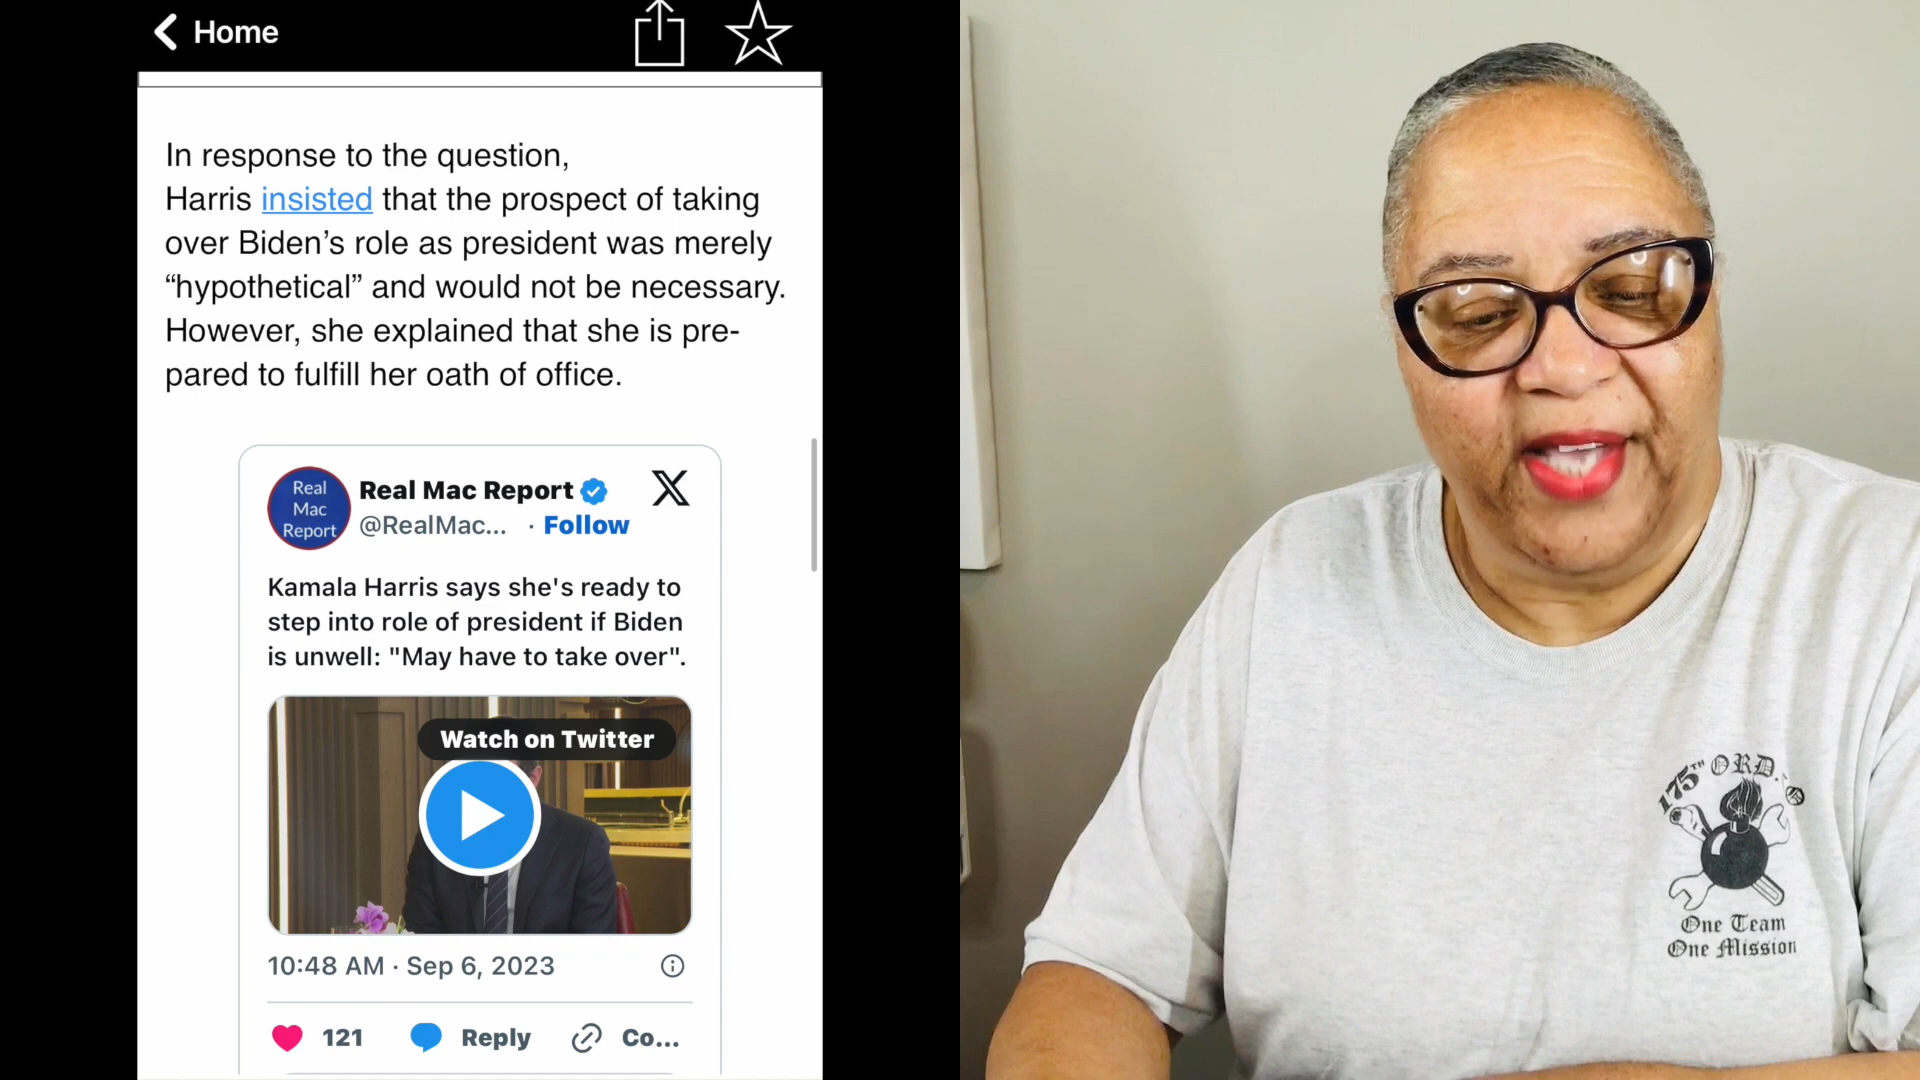 Home
In response to the question,
Harris insisted that the prospect of taking
over Biden’s role as president was merely
“hypothetical” and would not be necessary.
However, she explained that she is pre-
pared to fulfill her oath of office.
Real
Mac
Report
Real Mac Report
@RealMac... · Follow
Kamala Harris says she's ready to
step into role of president if Biden
is unwell: "May have to take over".
Watch on Twitter
10:48 AM · Sep 6, 2023
121 Reply Co...
175TH ORD.
One Team
One Mission